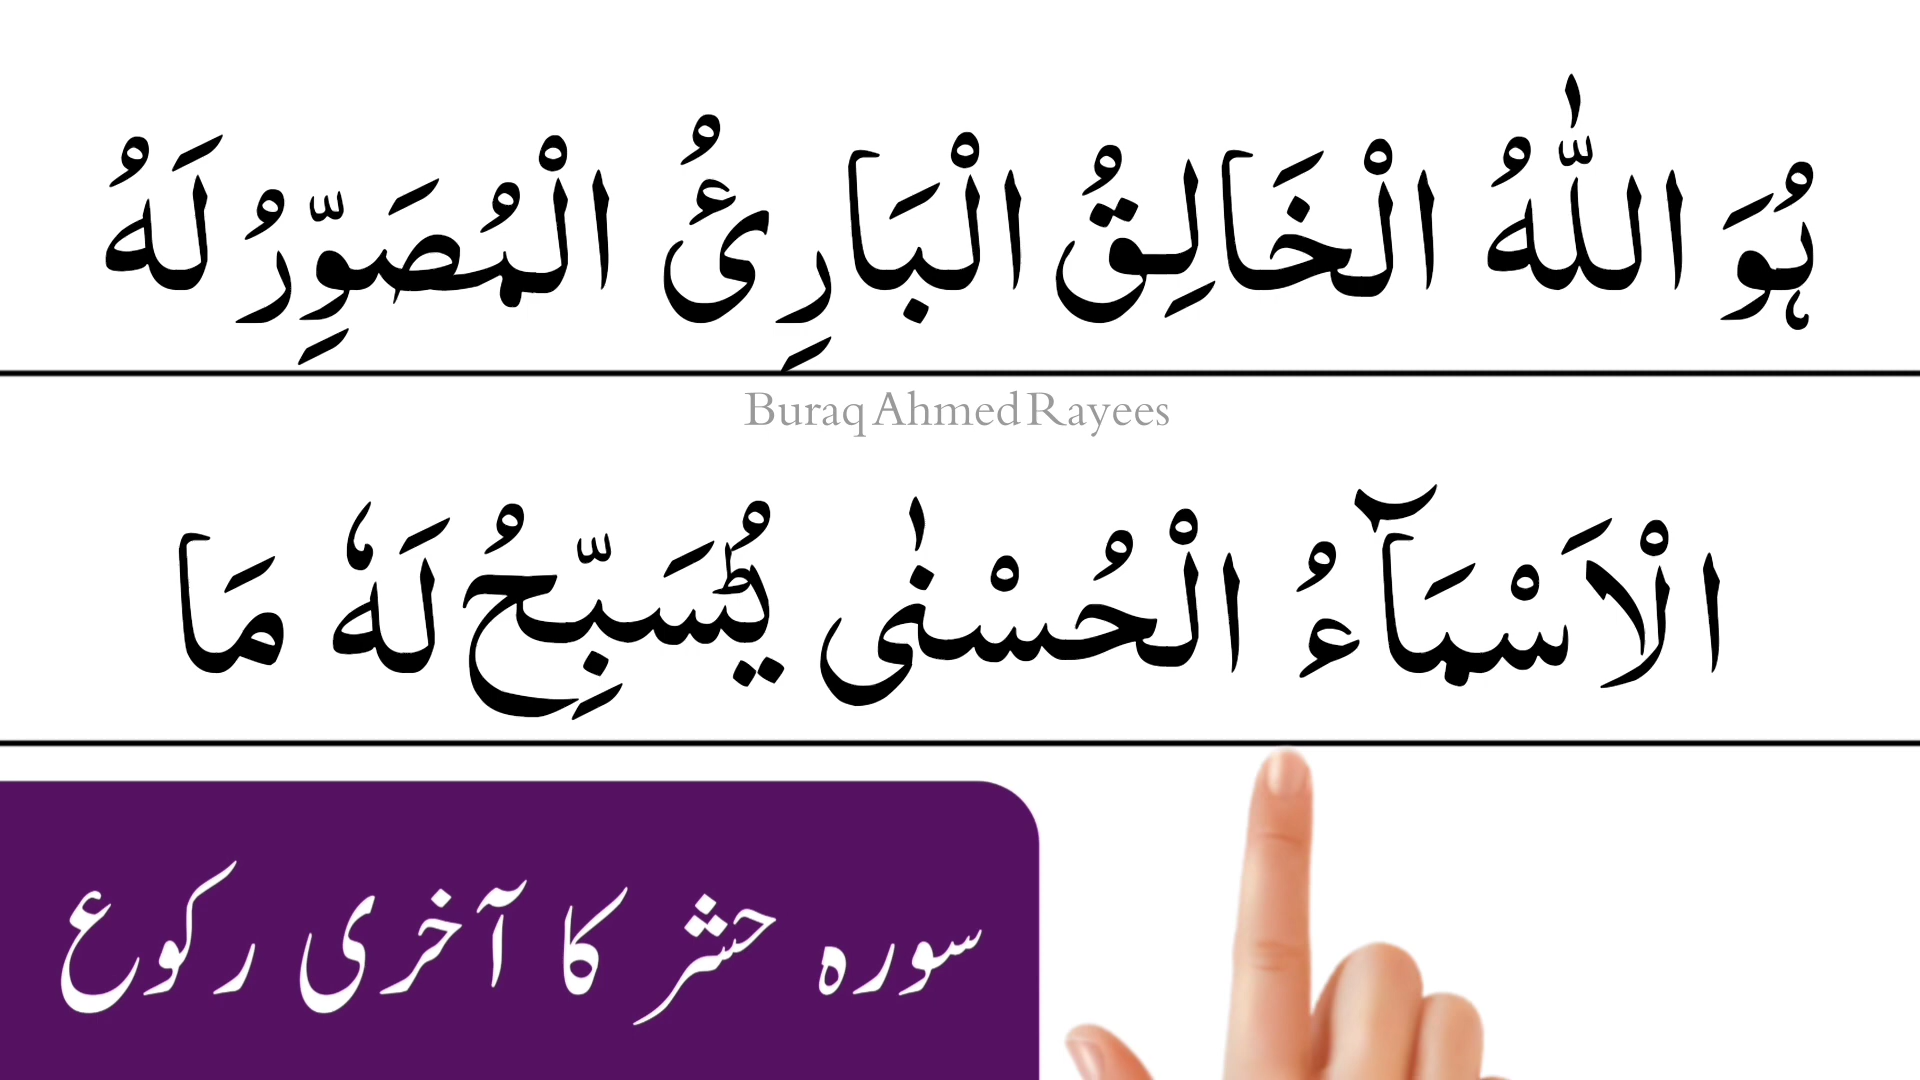 ہُوَ اللّٰہُ الْخَالِقُ الْبَارِئُ الْمُصَوِّرُ لَہُ
Buraq Ahmed Rayees
الْاَسْمَآءُ الْحُسْنٰی یُسَبِّحُ لَہٗ مَا
سورہ حشر کا آخری رکوع